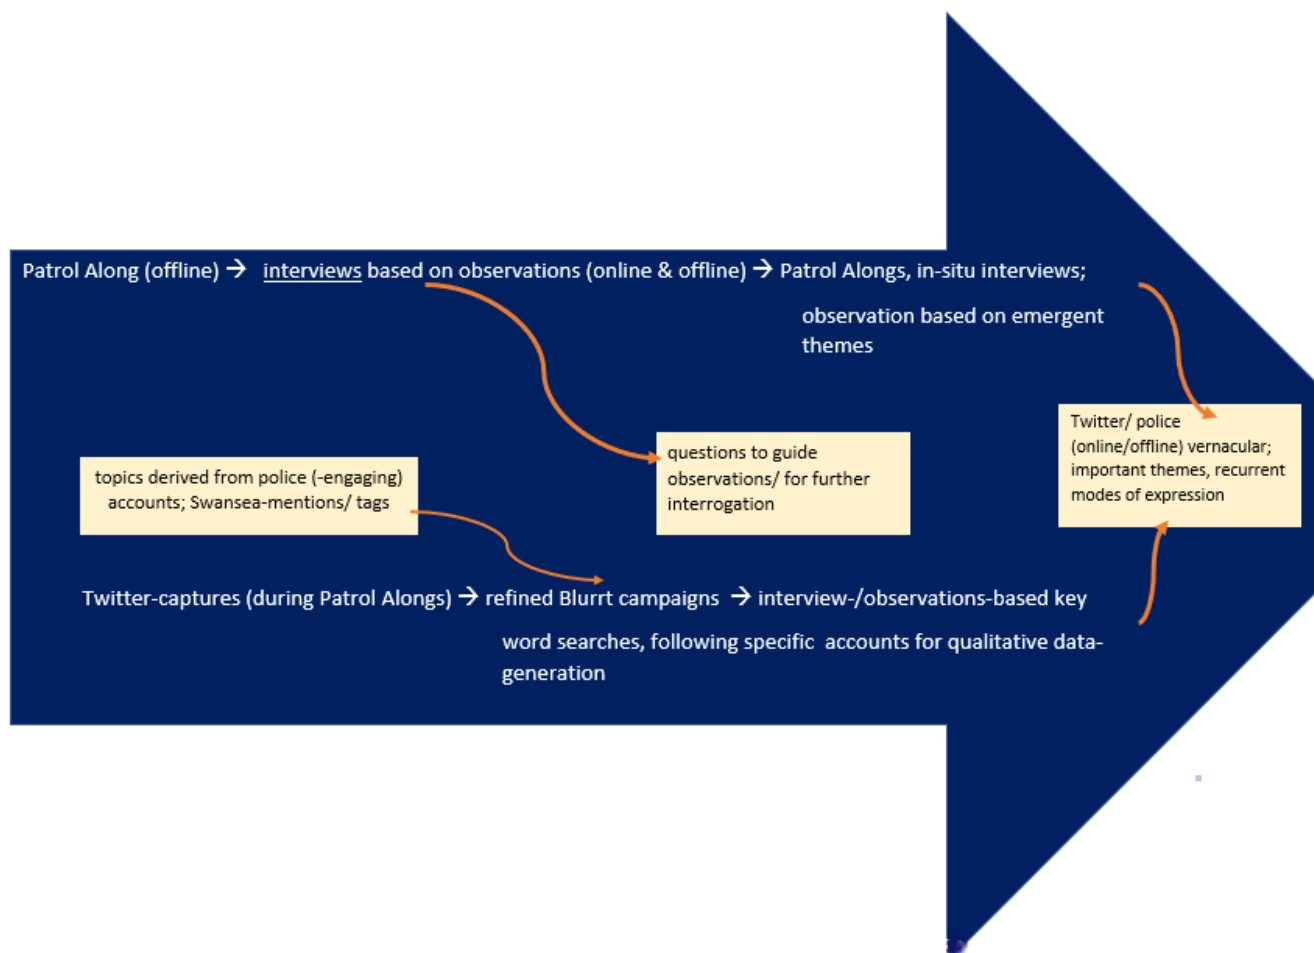 Patrol Along (offline) → interviews based on observations (online & offline) → Patrol Alongs, in-situ interviews;
observation based on emergent
themes
Twitter/ police
(online/offline) vernacular;
important themes, recurrent
modes of expression
questions to guide
observations/ for further
interrogation
topics derived from police (-engaging)
accounts; Swansea-mentions/ tags
Twitter-captures (during Patrol Alongs) → refined Blurrt campaigns → interview-/observations-based key
word searches, following specific accounts for qualitative data-
generation